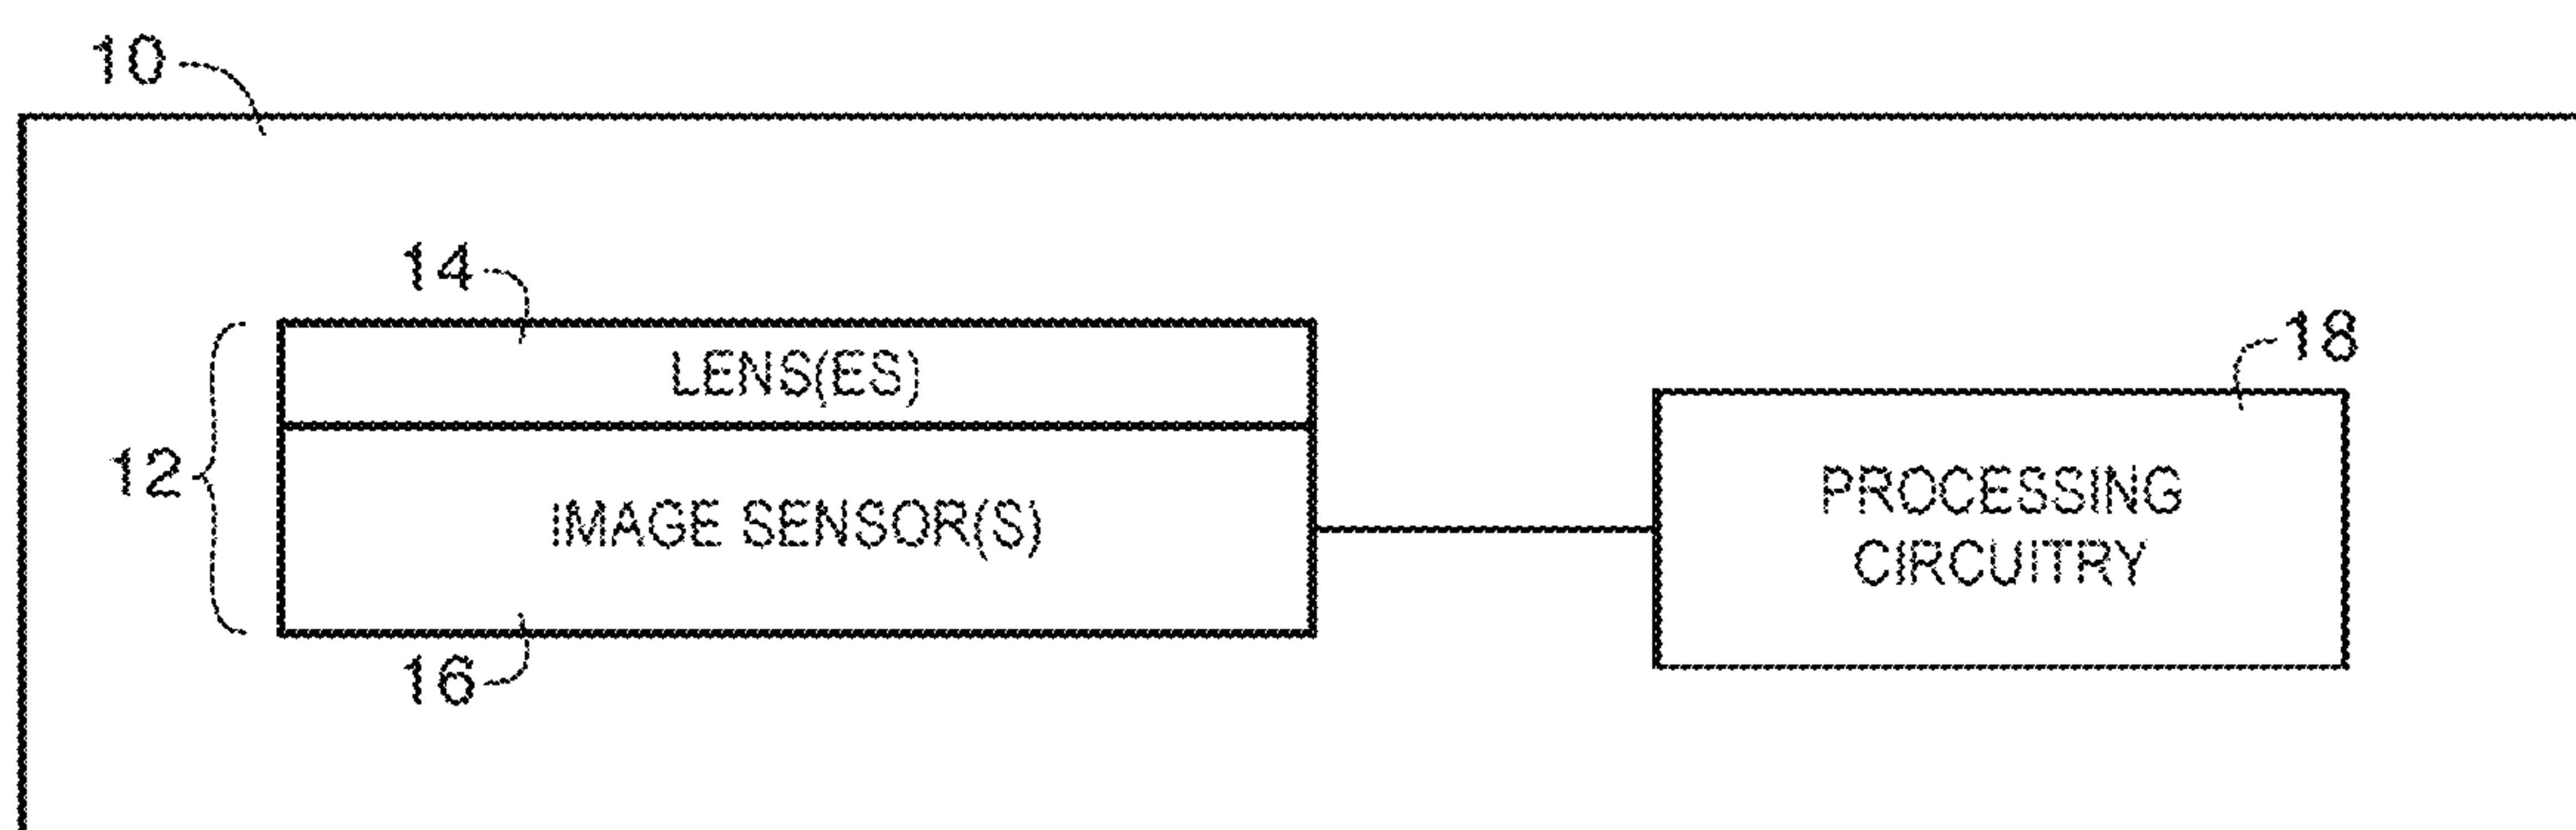 10
14
LENS(ES)
18
12
IMAGE SENSOR(S)
PROCESSING
CIRCUITRY
16